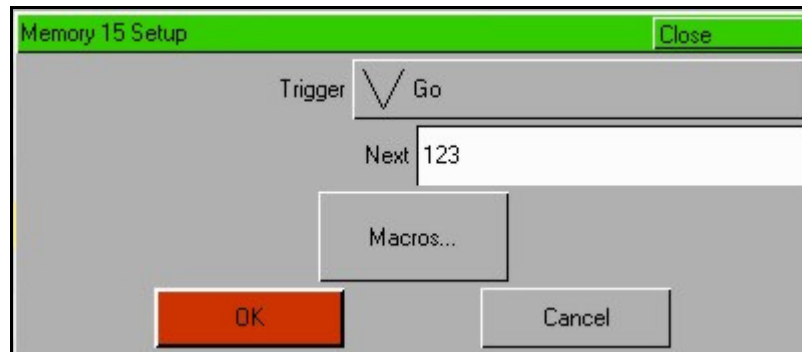 Memory 15 Setup Close
Trigger Go
Next 123
Macros...
OK Cancel